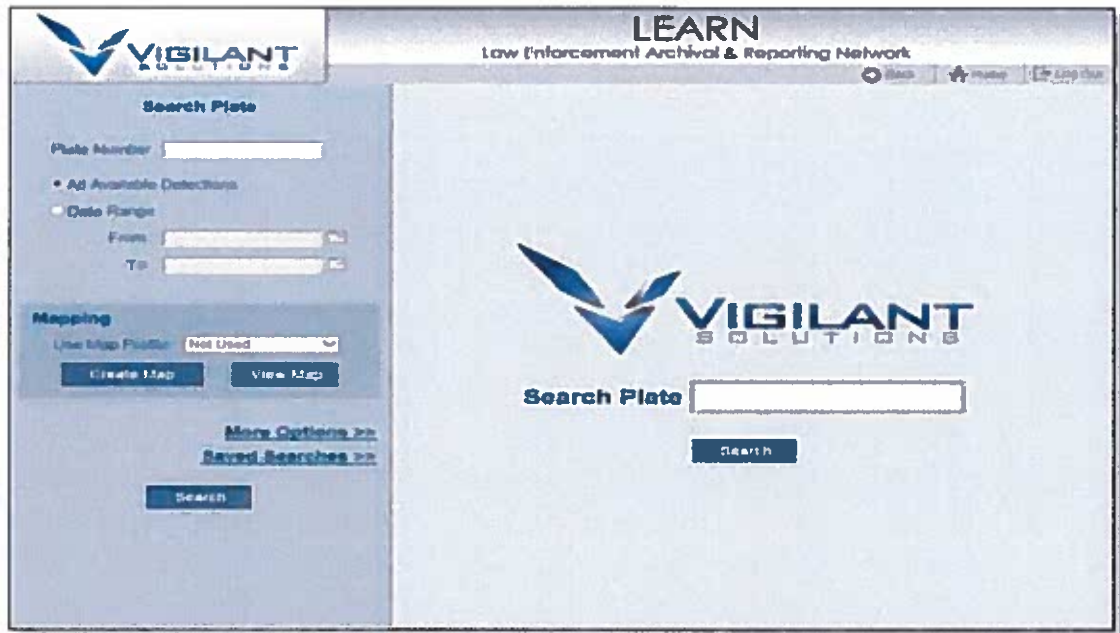 VIGILANT
SOLUTIONS
LEARN
Law Enforcement Archival & Reporting Network
Back
Home
Log Out
Search Plate
Plate Number
All Available Detections
Date Range
From
To
Mapping
Use Map Profile Not Used
Create Map View Map
More Options >>
Saved Searches >>
Search
VIGILANT
SOLUTIONS
Search Plate
Search